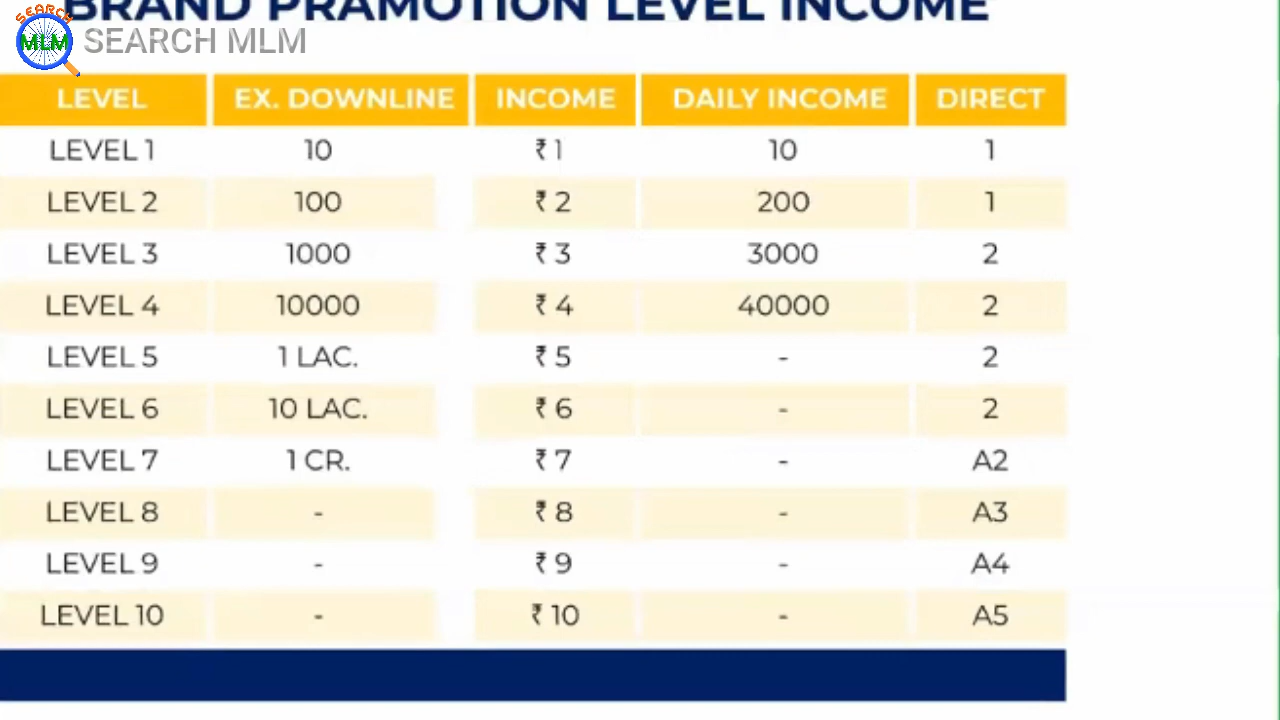 BRAND PRAMOTION LEVEL INCOME
SEARCH
MLM
SEARCH MLM
LEVEL EX. DOWNLINE INCOME DAILY INCOME DIRECT
LEVEL 1 10 ₹ 1 10 1
LEVEL 2 100 ₹ 2 200 1
LEVEL 3 1000 ₹ 3 3000 2
LEVEL 4 10000 ₹ 4 40000 2
LEVEL 5 1 LAC. ₹ 5 - 2
LEVEL 6 10 LAC. ₹ 6 - 2
LEVEL 7 1 CR. ₹ 7 - A2
LEVEL 8 - ₹ 8 - A3
LEVEL 9 - ₹ 9 - A4
LEVEL 10 - ₹ 10 - A5